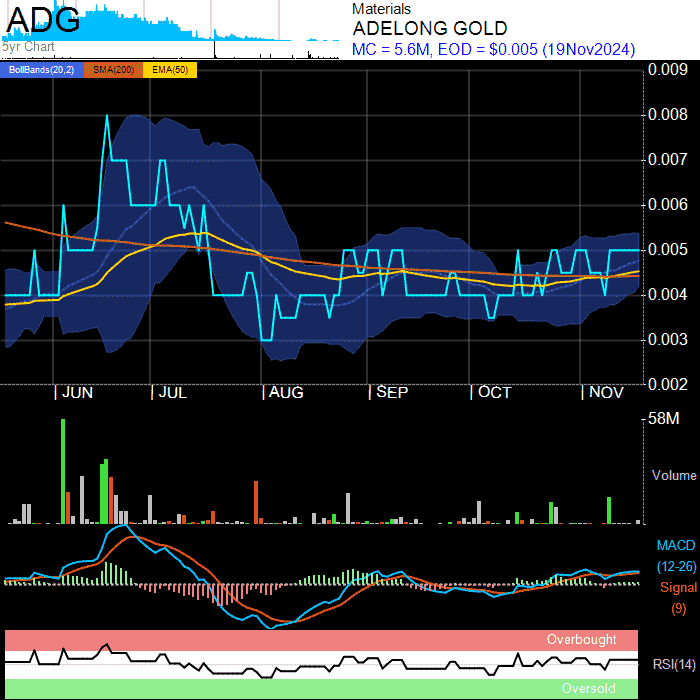 ADG
5yr Chart
Materials
ADELONG GOLD
MC = 5.6M, EOD = $0.005 (19Nov2024)
BollBands(20,2) SMA(200) EMA(50)
0.009
0.008
0.007
0.006
0.005
0.004
0.003
0.002
JUN JUL AUG SEP OCT NOV
58M
Volume
MACD
(12-26)
Signal
(9)
Overbought
RSI(14)
Oversold